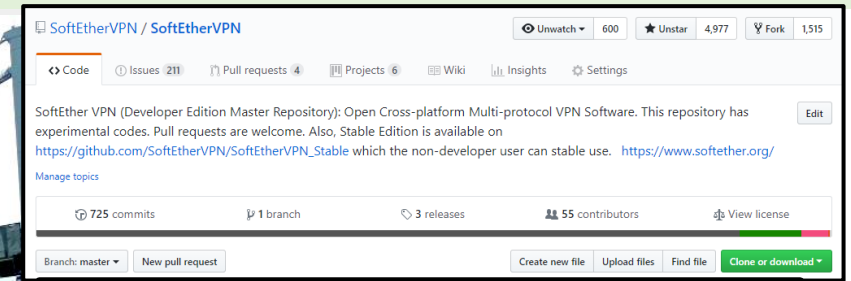 SoftEtherVPN / SoftEtherVPN Unwatch 600 Unstar 4,977 Fork 1,515
Code Issues 211 Pull requests 4 Projects 6 Wiki Insights Settings
SoftEther VPN (Developer Edition Master Repository): Open Cross-platform Multi-protocol VPN Software. This repository has Edit
experimental codes. Pull requests are welcome. Also, Stable Edition is available on
https://github.com/SoftEtherVPN/SoftEtherVPN_Stable which the non-developer user can stable use. https://www.softether.org/
Manage topics
725 commits 1 branch 3 releases 55 contributors View license
Branch: master New pull request Create new file Upload files Find file Clone or download